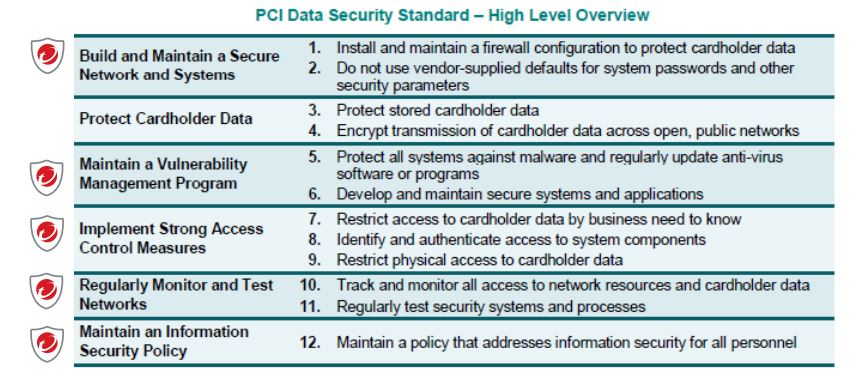 PCI Data Security Standard – High Level Overview
Build and Maintain a Secure
Network and Systems
1. Install and maintain a firewall configuration to protect cardholder data
2. Do not use vendor-supplied defaults for system passwords and other
security parameters
Protect Cardholder Data
3. Protect stored cardholder data
4. Encrypt transmission of cardholder data across open, public networks
Maintain a Vulnerability
Management Program
5. Protect all systems against malware and regularly update anti-virus
software or programs
6. Develop and maintain secure systems and applications
Implement Strong Access
Control Measures
7. Restrict access to cardholder data by business need to know
8. Identify and authenticate access to system components
9. Restrict physical access to cardholder data
Regularly Monitor and Test
Networks
10. Track and monitor all access to network resources and cardholder data
11. Regularly test security systems and processes
Maintain an Information
Security Policy
12. Maintain a policy that addresses information security for all personnel